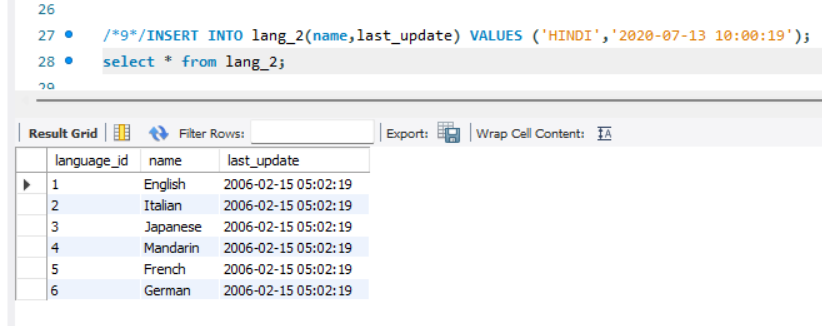 26
27 /*9*/INSERT INTO lang_2(name,last_update) VALUES ('HINDI','2020-07-13 10:00:19');
28 select * from lang_2;
29
Result Grid Filter Rows: Export: Wrap Cell Content: IA
language_id name last_update
1 English 2006-02-15 05:02:19
2 Italian 2006-02-15 05:02:19
3 Japanese 2006-02-15 05:02:19
4 Mandarin 2006-02-15 05:02:19
5 French 2006-02-15 05:02:19
6 German 2006-02-15 05:02:19